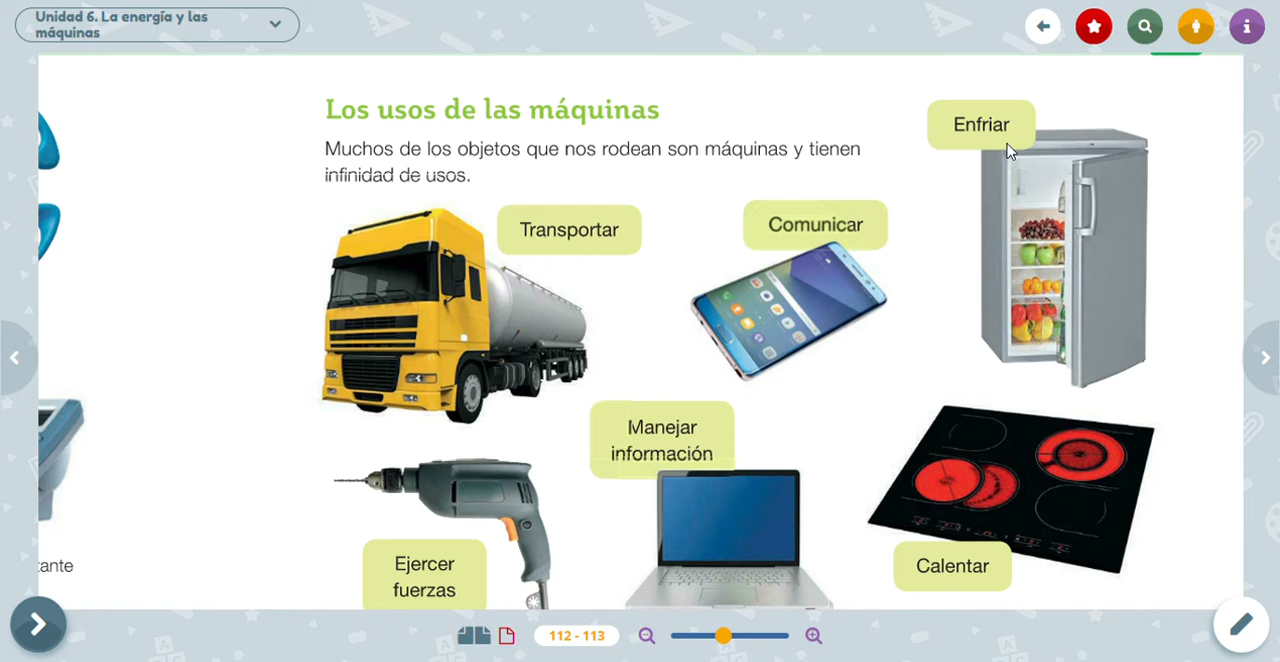 Unidad 6. La energía y las
máquinas
Los usos de las máquinas
Muchos de los objetos que nos rodean son máquinas y tienen
infinidad de usos.
Enfriar
Transportar
Comunicar
Manejar
información
Ejercer
fuerzas
Calentar
tante
112 - 113